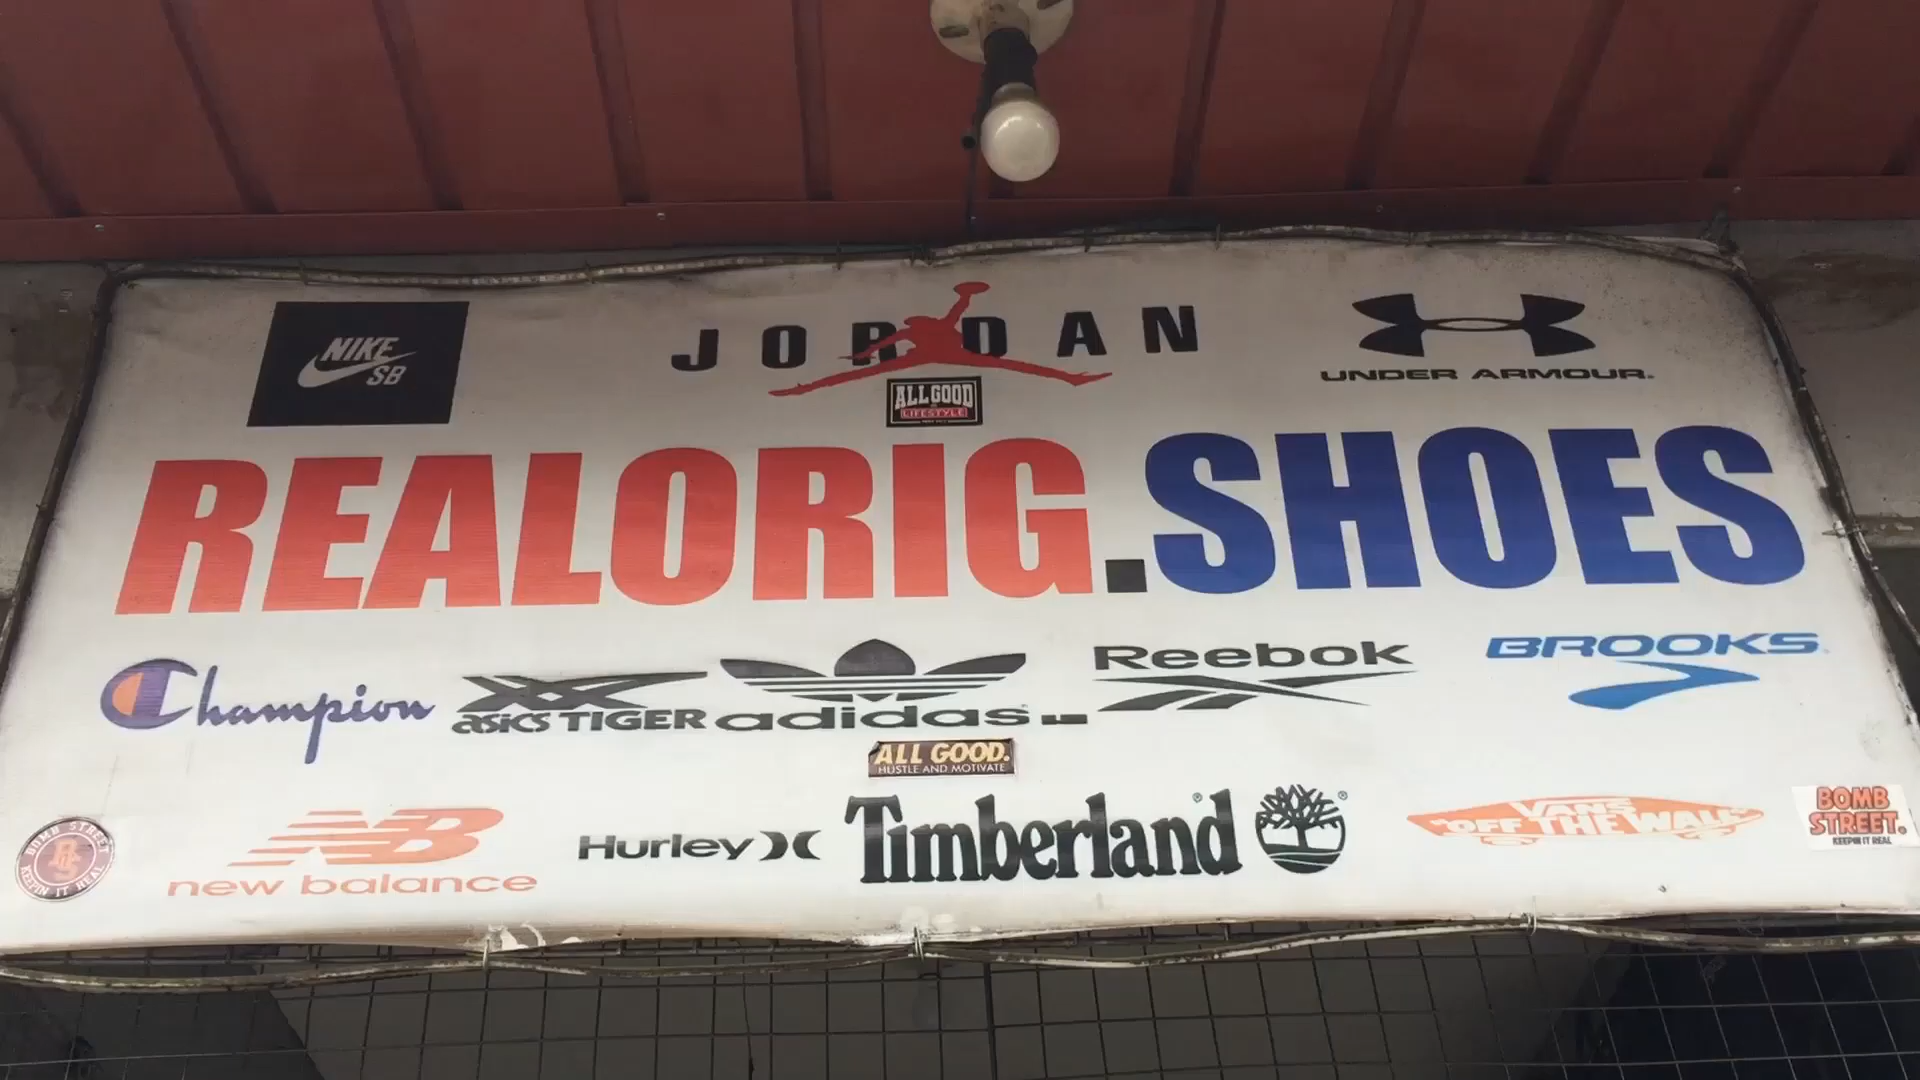 NIKE SB
JORDAN
UNDER ARMOUR.
ALL GOOD
LIFESTYLE
REALORIG.SHOES
Champion
asics TIGER
adidas
Reebok
BROOKS
ALL GOOD.
HUSTLE AND MOTIVATE
BOMB STREET
BS
KEEPIN IT REAL
NB
new balance
Hurley
Timberland®
VANS
"OFF THE WALL"
BOMB
STREET.
KEEPIN IT REAL